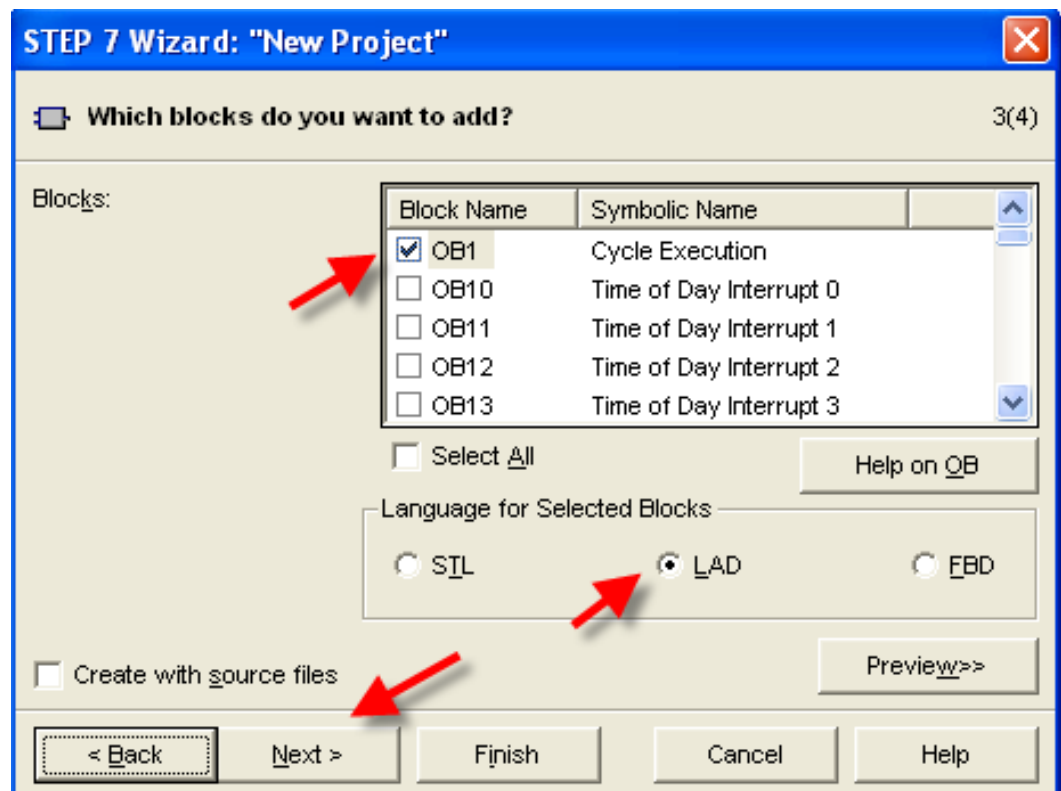 STEP 7 Wizard: "New Project"
Which blocks do you want to add? 3(4)
Blocks:
Block Name Symbolic Name
OB1 Cycle Execution
OB10 Time of Day Interrupt 0
OB11 Time of Day Interrupt 1
OB12 Time of Day Interrupt 2
OB13 Time of Day Interrupt 3
Select All
Help on OB
Language for Selected Blocks
STL LAD FBD
Create with source files
Preview>>
< Back Next > Finish Cancel Help